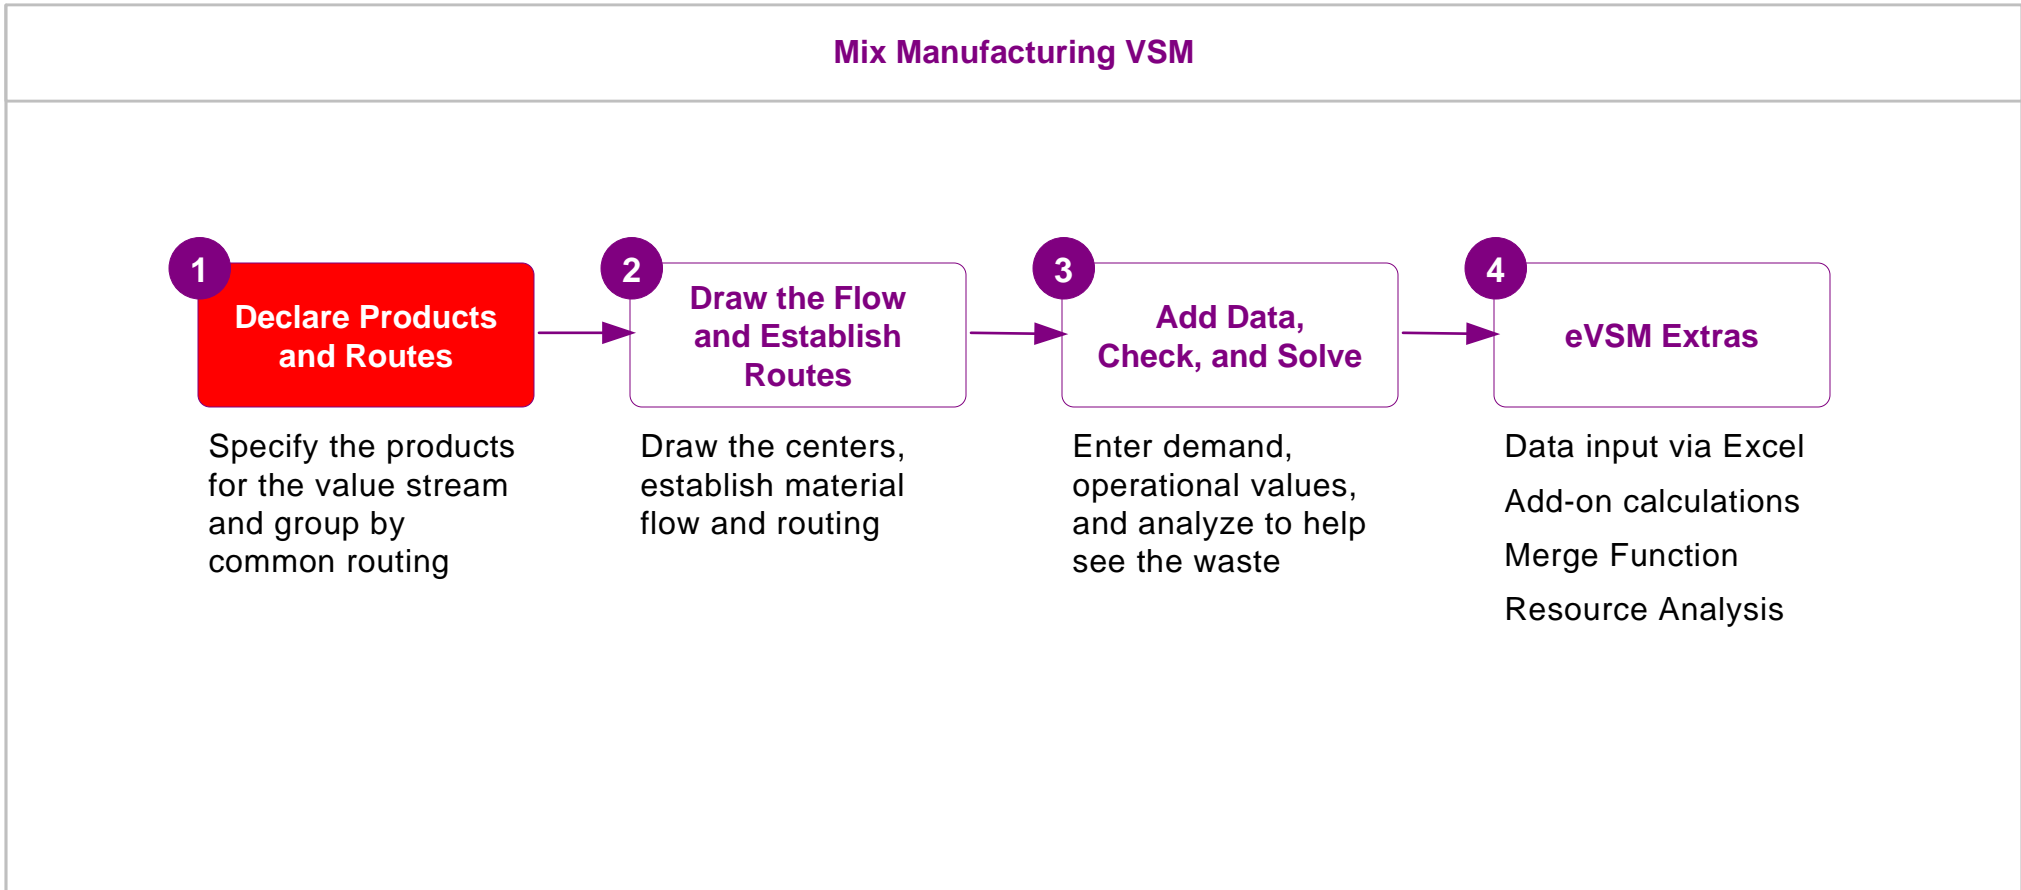 Mix Manufacturing VSM
1
Declare Products
and Routes
Specify the products
for the value stream
and group by
common routing
2
Draw the Flow
and Establish
Routes
Draw the centers,
establish material
flow and routing
3
Add Data,
Check, and Solve
Enter demand,
operational values,
and analyze to help
see the waste
4
eVSM Extras
Data input via Excel
Add-on calculations
Merge Function
Resource Analysis